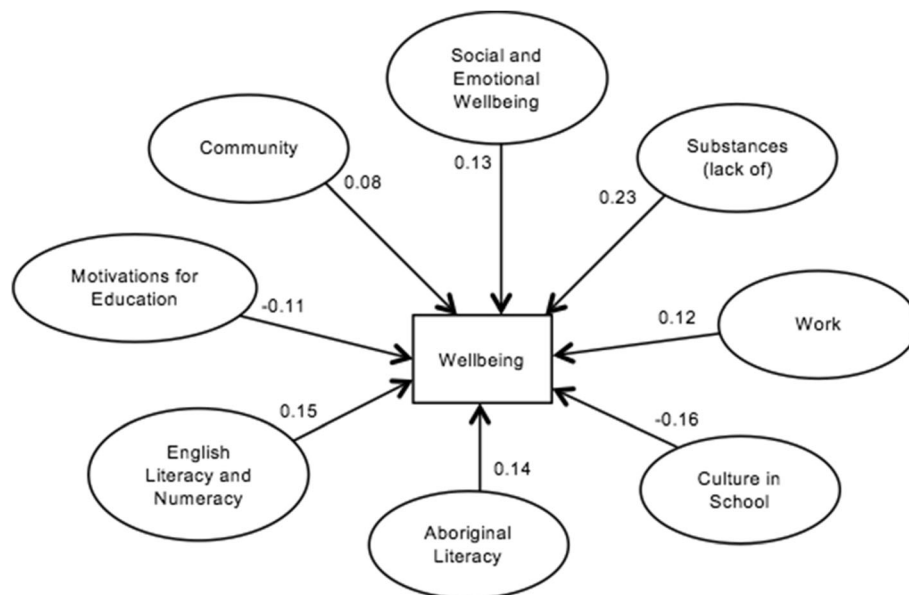 Social and
Emotional
Wellbeing
Community
Substances
(lack of)
0.08
0.13
0.23
Motivations for
Education
-0.11
0.12
Work
Wellbeing
0.15
-0.16
English
Literacy and
Numeracy
0.14
Culture in
School
Aboriginal
Literacy